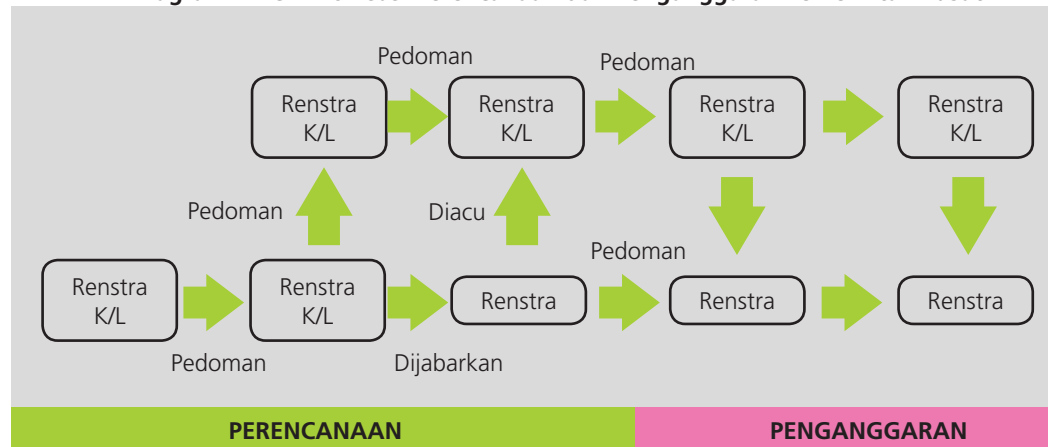 Pedoman
Pedoman
Renstra
K/L
Renstra
K/L
Renstra
K/L
Renstra
K/L
Pedoman
Diacu
Pedoman
Renstra
K/L
Renstra
K/L
Renstra
Renstra
Renstra
Pedoman
Dijabarkan
PERENCANAAN
PENGANGGARAN